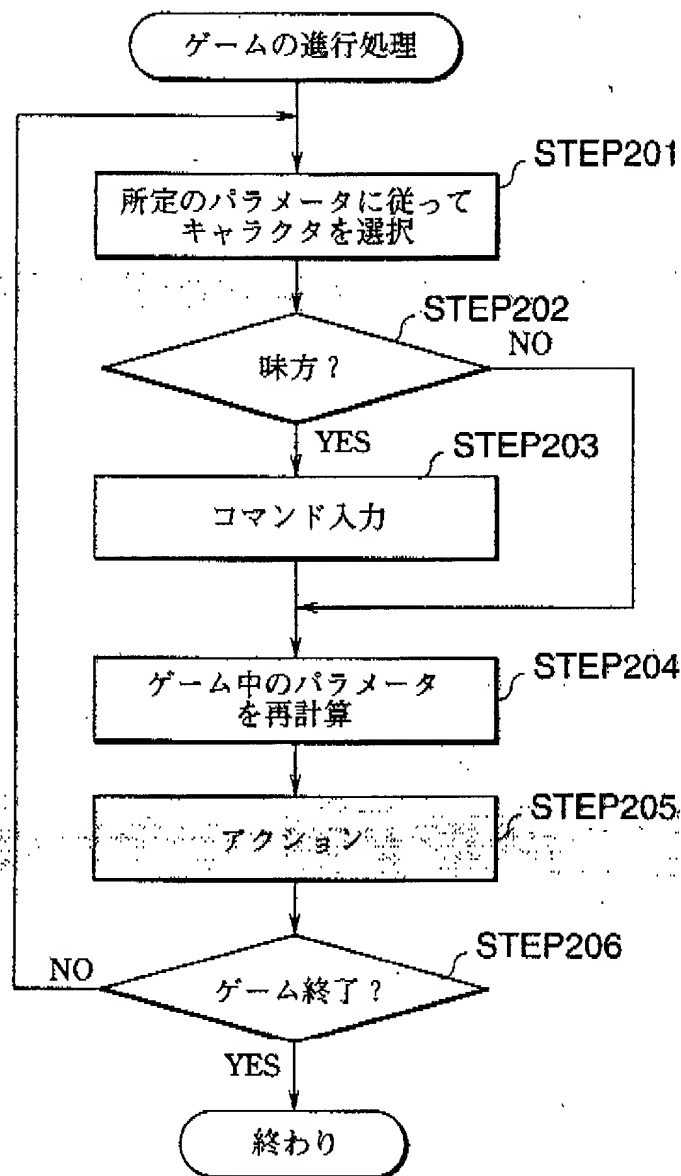 ゲームの進行処理
STEP201
所定のパラメータに従って
キャラクタを選択
STEP202
味方?
NO
YES
STEP203
コマンド入力
STEP204
ゲーム中のパラメータ
を再計算
STEP205
アクション
STEP206
ゲーム終了?
NO
YES
終わり